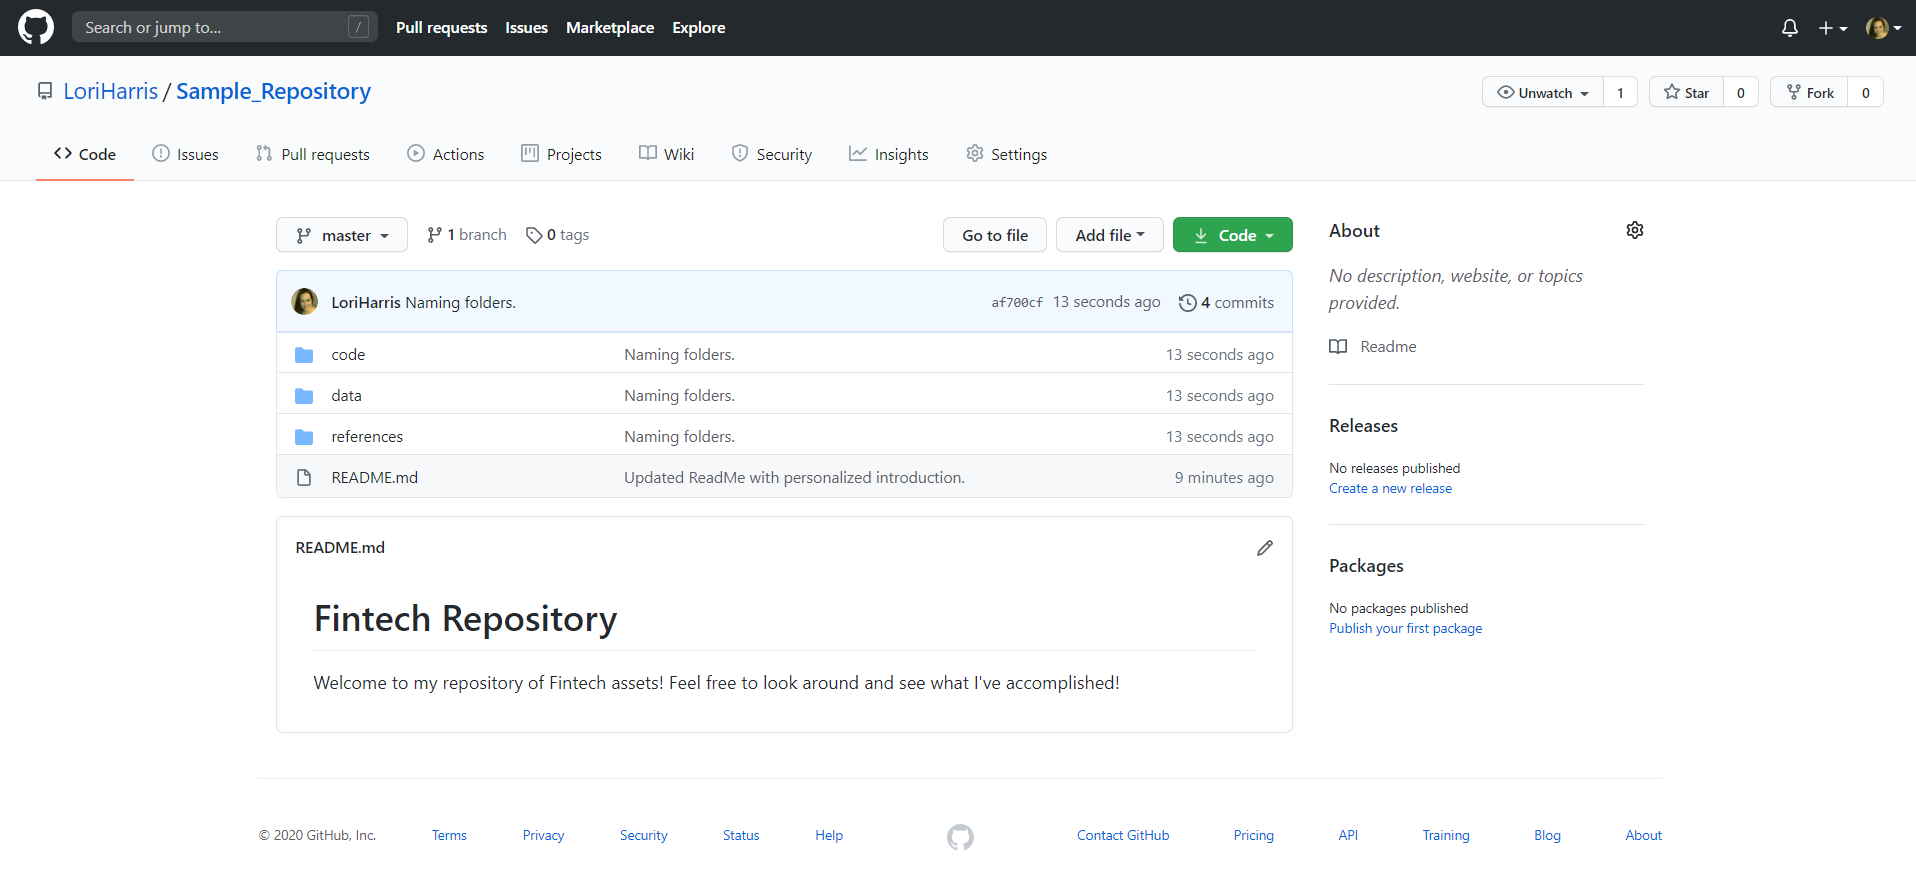 Search or jump to... /
Pull requests Issues Marketplace Explore
LoriHarris / Sample_Repository
Unwatch 1 Star 0 Fork 0
Code Issues Pull requests Actions Projects Wiki Security Insights Settings
master 1 branch 0 tags Go to file Add file Code
LoriHarris Naming folders. af700cf 13 seconds ago 4 commits
code Naming folders. 13 seconds ago
data Naming folders. 13 seconds ago
references Naming folders. 13 seconds ago
README.md Updated ReadMe with personalized introduction. 9 minutes ago
README.md
Fintech Repository
Welcome to my repository of Fintech assets! Feel free to look around and see what I've accomplished!
About
No description, website, or topics
provided.
Readme
Releases
No releases published
Create a new release
Packages
No packages published
Publish your first package
© 2020 GitHub, Inc. Terms Privacy Security Status Help Contact GitHub Pricing API Training Blog About